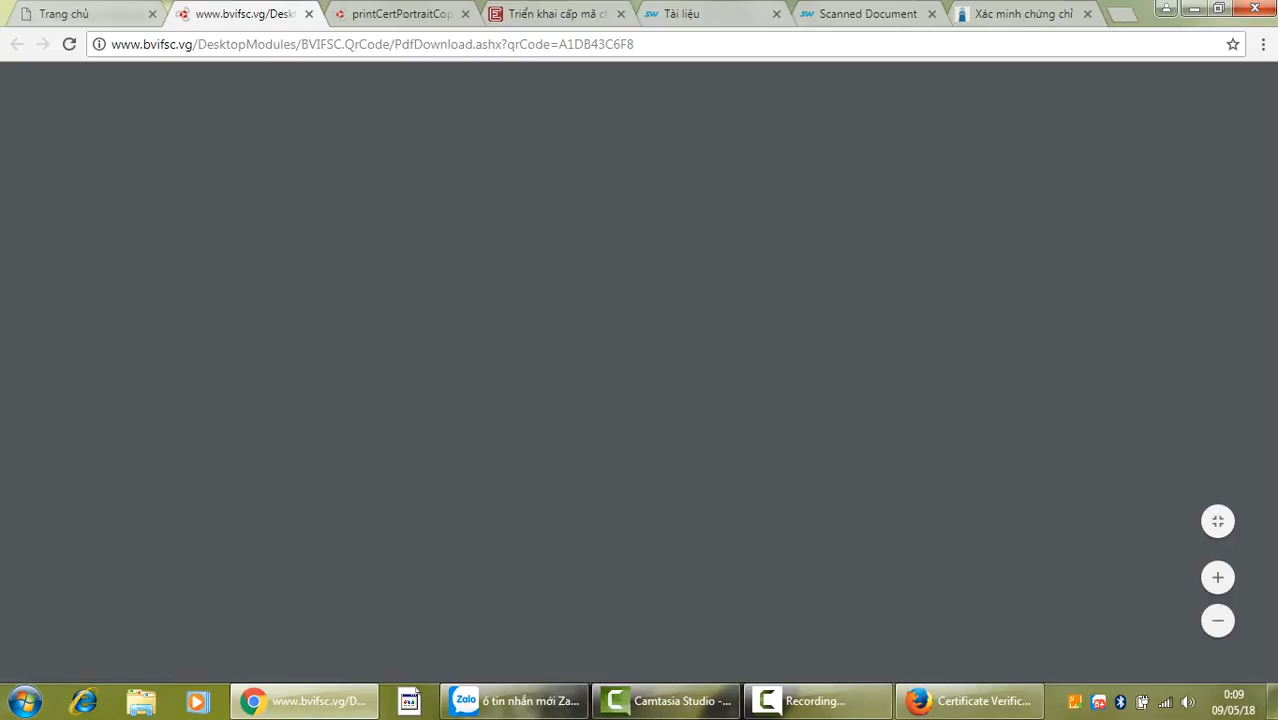 Trang chủ
www.bvifsc.vg/Desk
printCertPortraitCop
Triển khai cấp mã c
Tài liệu
Scanned Document
Xác minh chứng chỉ
www.bvifsc.vg/DesktopModules/BVIFSC.QrCode/PdfDownload.ashx?qrCode=A1DB43C6F8
www.bvifsc.vg/D...
Zalo
ó tin nhắn mới Za...
Camtasia Studio -...
Recording...
Certificate Verific...
0:09
09/05/18